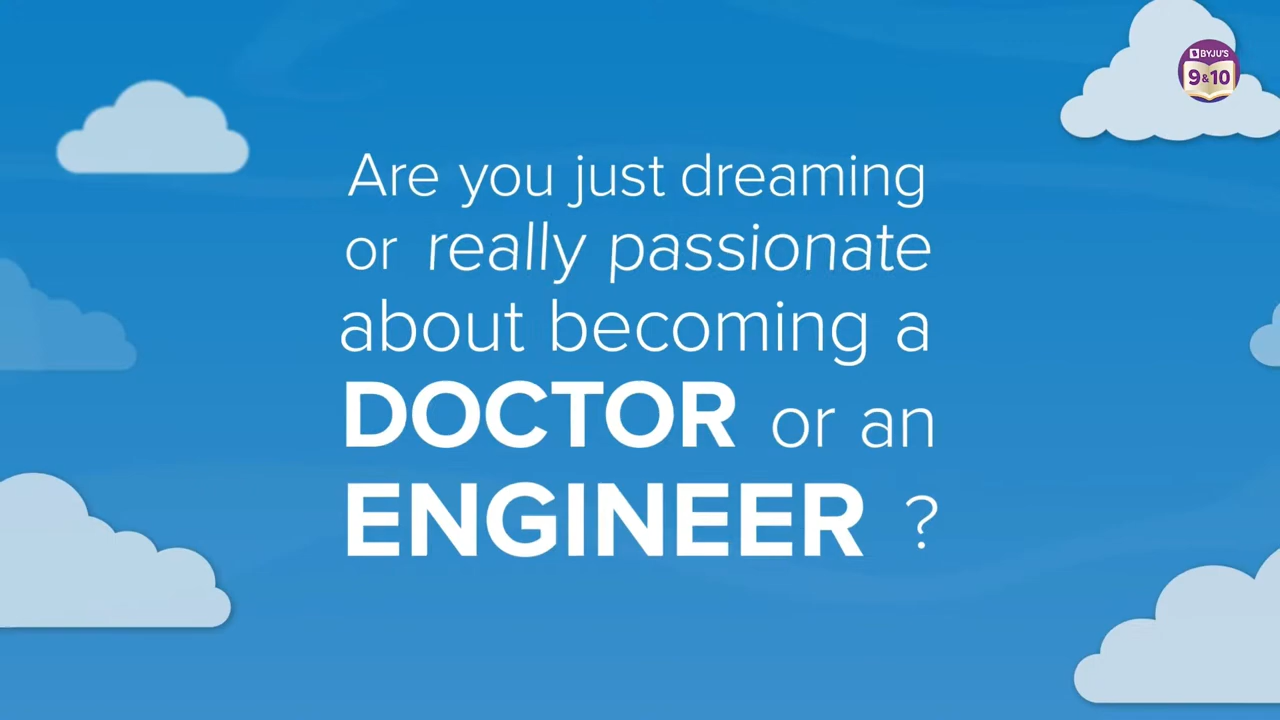 BYJU'S
9&10
Are you just dreaming
or really passionate
about becoming a
DOCTOR or an
ENGINEER ?